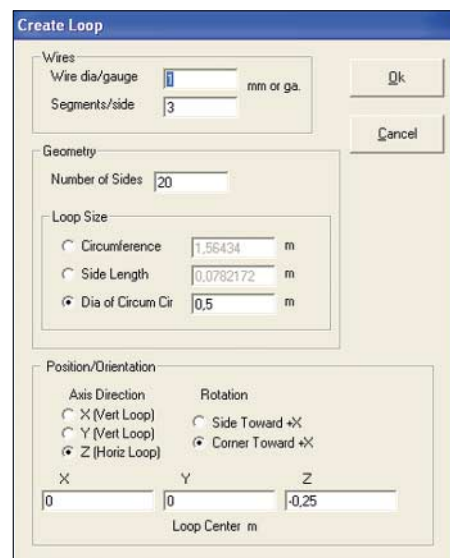 Create Loop
Wires
Wire dia/gauge 1 mm or ga.
Segments/side 3
Ok
Cancel
Geometry
Number of Sides 20
Loop Size
Circumference 1,56434 m
Side Length 0,0782172 m
Dia of Circum Cir 0,5 m
Position/Orientation
Axis Direction Rotation
X (Vert Loop) Side Toward +X
Y (Vert Loop) Corner Toward +X
Z (Horiz Loop)
X Y Z
0 0 -0,25
Loop Center m